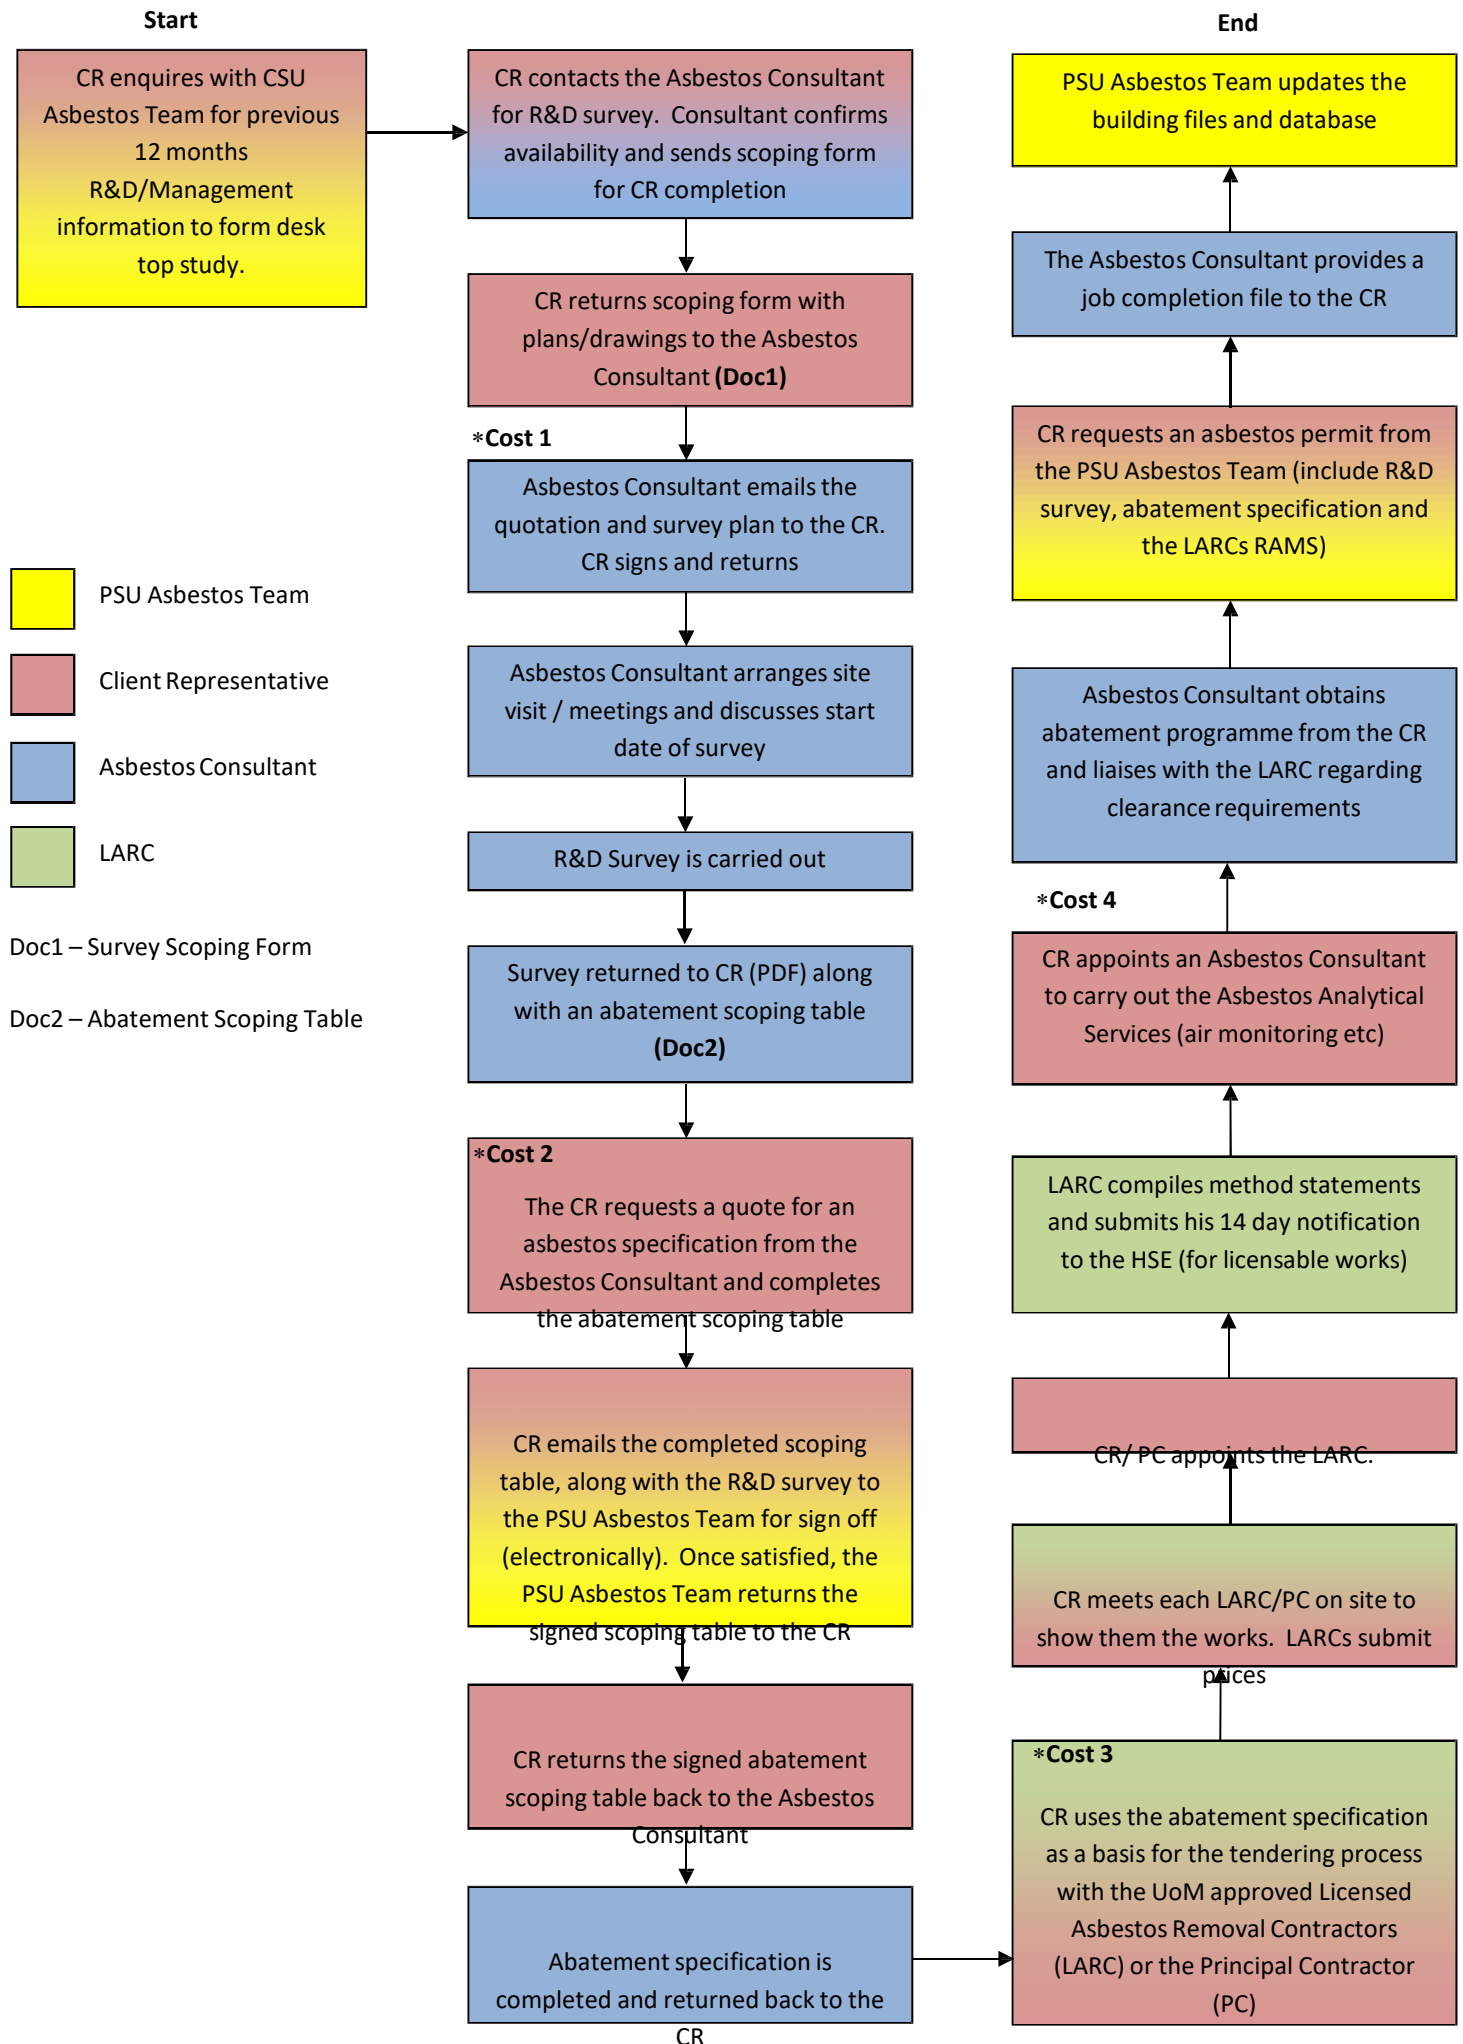 Start
CR enquires with CSU
Asbestos Team for previous
12 months
R&D/Management
information to form desk
top study.
CR contacts the Asbestos Consultant
for R&D survey.  Consultant confirms
availability and sends scoping form
for CR completion
CR returns scoping form with
plans/drawings to the Asbestos
Consultant (Doc1)
*Cost 1
Asbestos Consultant emails the
quotation and survey plan to the CR.
CR signs and returns
Asbestos Consultant arranges site
visit / meetings and discusses start
date of survey
R&D Survey is carried out
Survey returned to CR (PDF) along
with an abatement scoping table
(Doc2)
*Cost 2
The CR requests a quote for an
asbestos specification from the
Asbestos Consultant and completes
the abatement scoping table
CR emails the completed scoping
table, along with the R&D survey to
the PSU Asbestos Team for sign off
(electronically).  Once satisfied, the
PSU Asbestos Team returns the
signed scoping table to the CR
CR returns the signed abatement
scoping table back to the Asbestos
Consultant
Abatement specification is
completed and returned back to the
CR
*Cost 3
CR uses the abatement specification
as a basis for the tendering process
with the UoM approved Licensed
Asbestos Removal Contractors
(LARC) or the Principal Contractor
(PC)
CR meets each LARC/PC on site to
show them the works.  LARCs submit
prices
CR/ PC appoints the LARC.
LARC compiles method statements
and submits his 14 day notification
to the HSE (for licensable works)
CR appoints an Asbestos Consultant
to carry out the Asbestos Analytical
Services (air monitoring etc)
*Cost 4
Asbestos Consultant obtains
abatement programme from the CR
and liaises with the LARC regarding
clearance requirements
CR requests an asbestos permit from
the PSU Asbestos Team (include R&D
survey, abatement specification and
the LARCs RAMS)
The Asbestos Consultant provides a
job completion file to the CR
PSU Asbestos Team updates the
building files and database
End
PSU Asbestos Team
Client Representative
Asbestos Consultant
LARC
Doc1 – Survey Scoping Form
Doc2 – Abatement Scoping Table